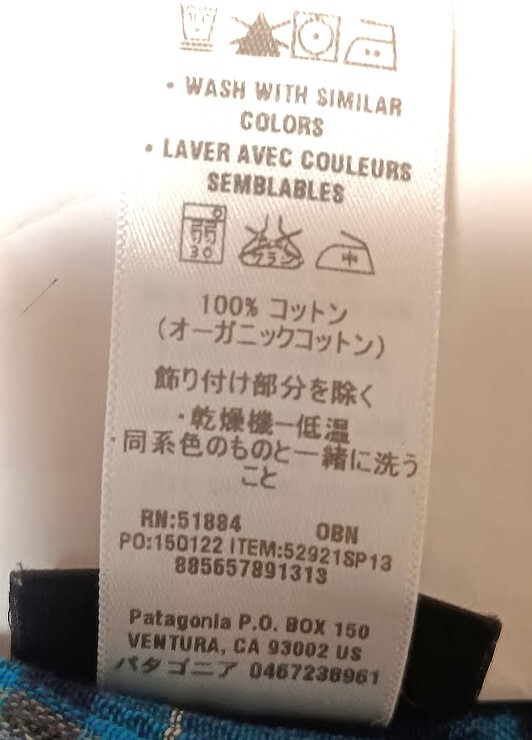 • WASH WITH SIMILAR
COLORS
• LAVER AVEC COULEURS
SEMBLABLES
弱
30
中
100% コットン
(オーガニックコットン)
飾り付け部分を除く
・乾燥機ー低温
・同系色のものと一緒に洗う
こと
RN:51884 OBN
PO:150122 ITEM:52921SP13
885657891313
Patagonia P.O. BOX 150
VENTURA, CA 93002 US
パタゴニア 0467238961